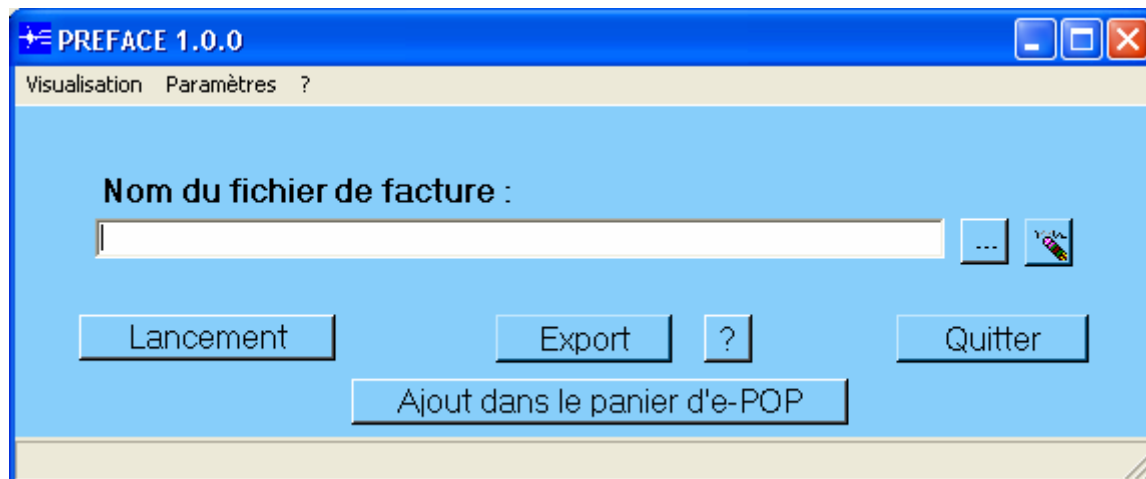 PREFACE 1.0.0
Visualisation Paramètres ?
Nom du fichier de facture :
...
Lancement Export ? Quitter
Ajout dans le panier d'e-POP